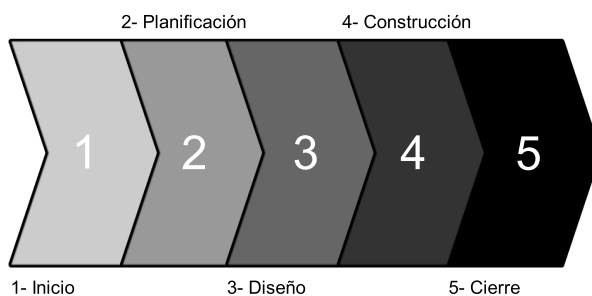 2- Planificación
4- Construcción
1
2
3
4
5
1- Inicio
3- Diseño
5- Cierre